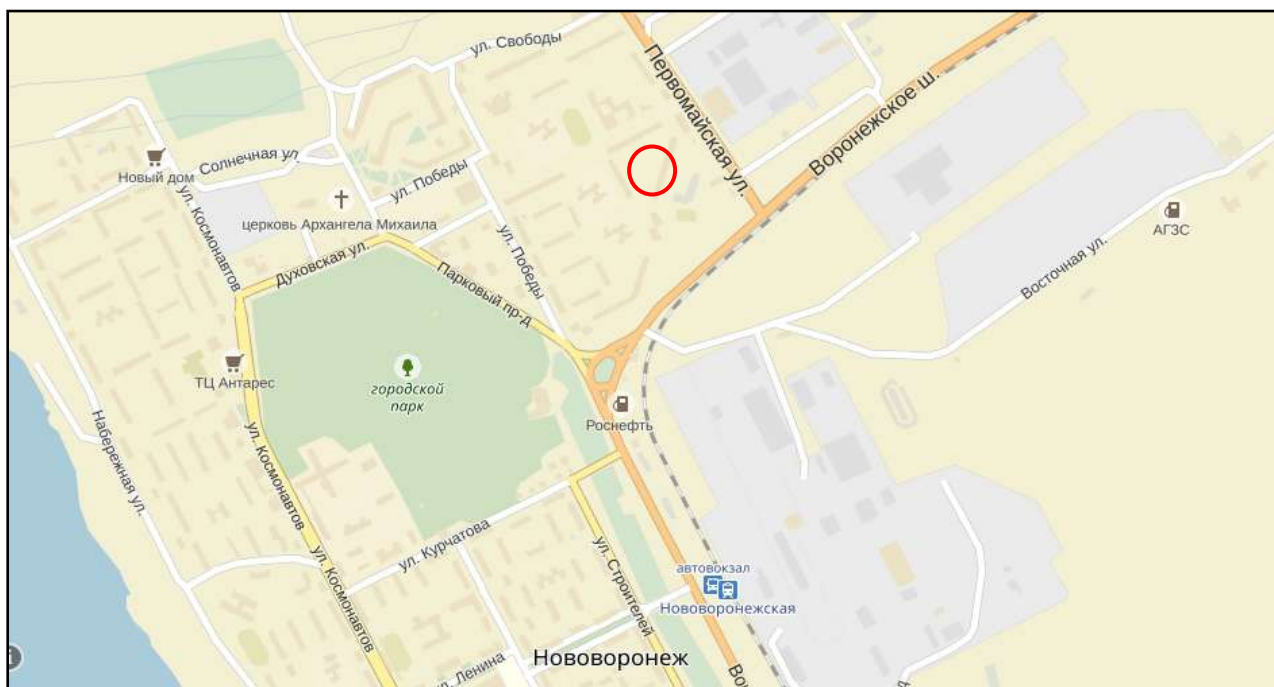 ул. Свободы
Первомайская ул.
Воронежское ш.
Новый дом
Солнечная ул.
ул. Победы
ул. Космонавтов
церковь Архангела Михаила
АГЗС
ул. Победы
Духовская ул.
Парковый пр-д
Восточная ул.
ТЦ Антарес
городской
парк
Роснефть
Набережная ул.
ул. Космонавтов
ул. Курчатова
ул. Космонавтов
ул. Строителей
автовокзал
Нововоронежская
Нововоронеж
ул. Ленина